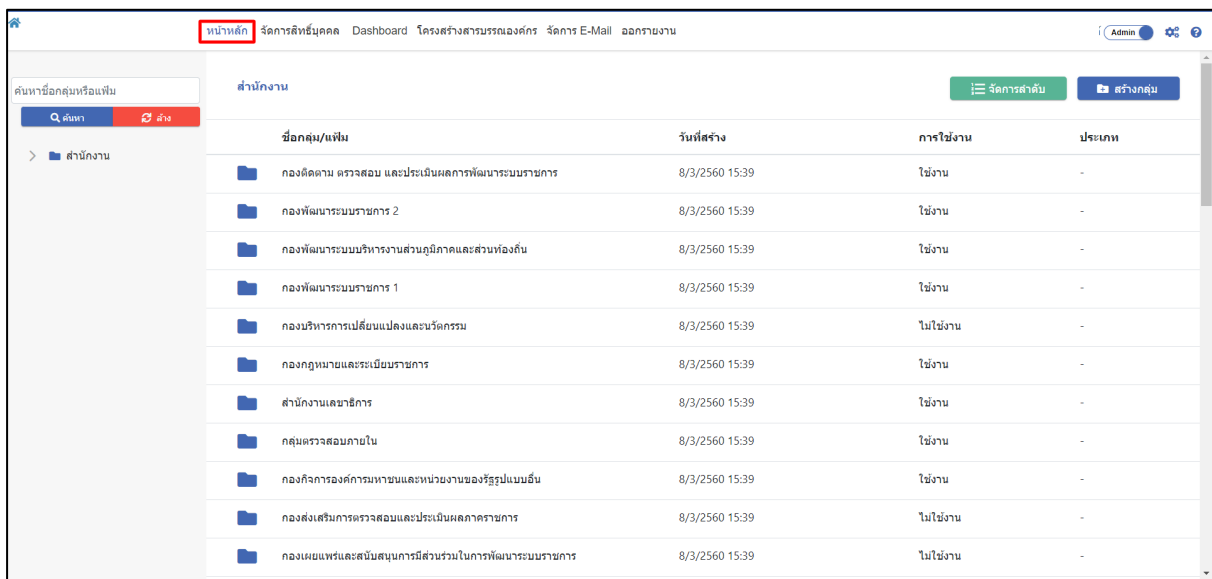 หน้าหลัก จัดการสิทธิ์บุคคล Dashboard โครงสร้างสารบรรณองค์กร จัดการ E-Mail ออกรายงาน Admin
ค้นหาชื่อกลุ่มหรือแฟ้ม
ค้นหา ล้าง
สำนักงาน
สำนักงาน จัดการลำดับ สร้างกลุ่ม
ชื่อกลุ่ม/แฟ้ม วันที่สร้าง การใช้งาน ประเภท
กองติดตาม ตรวจสอบ และประเมินผลการพัฒนาระบบราชการ 8/3/2560 15:39 ใช้งาน -
กองพัฒนาระบบราชการ 2 8/3/2560 15:39 ใช้งาน -
กองพัฒนาระบบบริหารงานส่วนภูมิภาคและส่วนท้องถิ่น 8/3/2560 15:39 ใช้งาน -
กองพัฒนาระบบราชการ 1 8/3/2560 15:39 ใช้งาน -
กองบริหารการเปลี่ยนแปลงและนวัตกรรม 8/3/2560 15:39 ไม่ใช้งาน -
กองกฎหมายและระเบียบราชการ 8/3/2560 15:39 ใช้งาน -
สำนักงานเลขาธิการ 8/3/2560 15:39 ใช้งาน -
กลุ่มตรวจสอบภายใน 8/3/2560 15:39 ใช้งาน -
กองกิจการองค์การมหาชนและหน่วยงานของรัฐรูปแบบอื่น 8/3/2560 15:39 ใช้งาน -
กองส่งเสริมการตรวจสอบและประเมินผลภาคราชการ 8/3/2560 15:39 ไม่ใช้งาน -
กองเผยแพร่และสนับสนุนการมีส่วนร่วมในการพัฒนาระบบราชการ 8/3/2560 15:39 ไม่ใช้งาน -